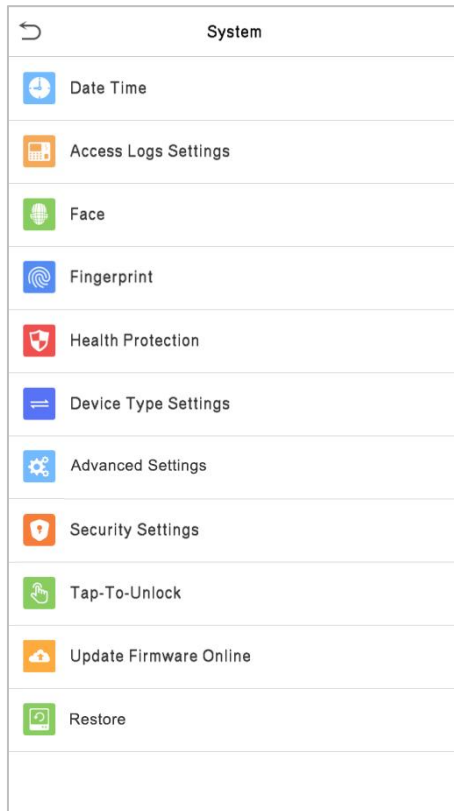 System
Date Time
Access Logs Settings
Face
Fingerprint
Health Protection
Device Type Settings
Advanced Settings
Security Settings
Tap-To-Unlock
Update Firmware Online
Restore